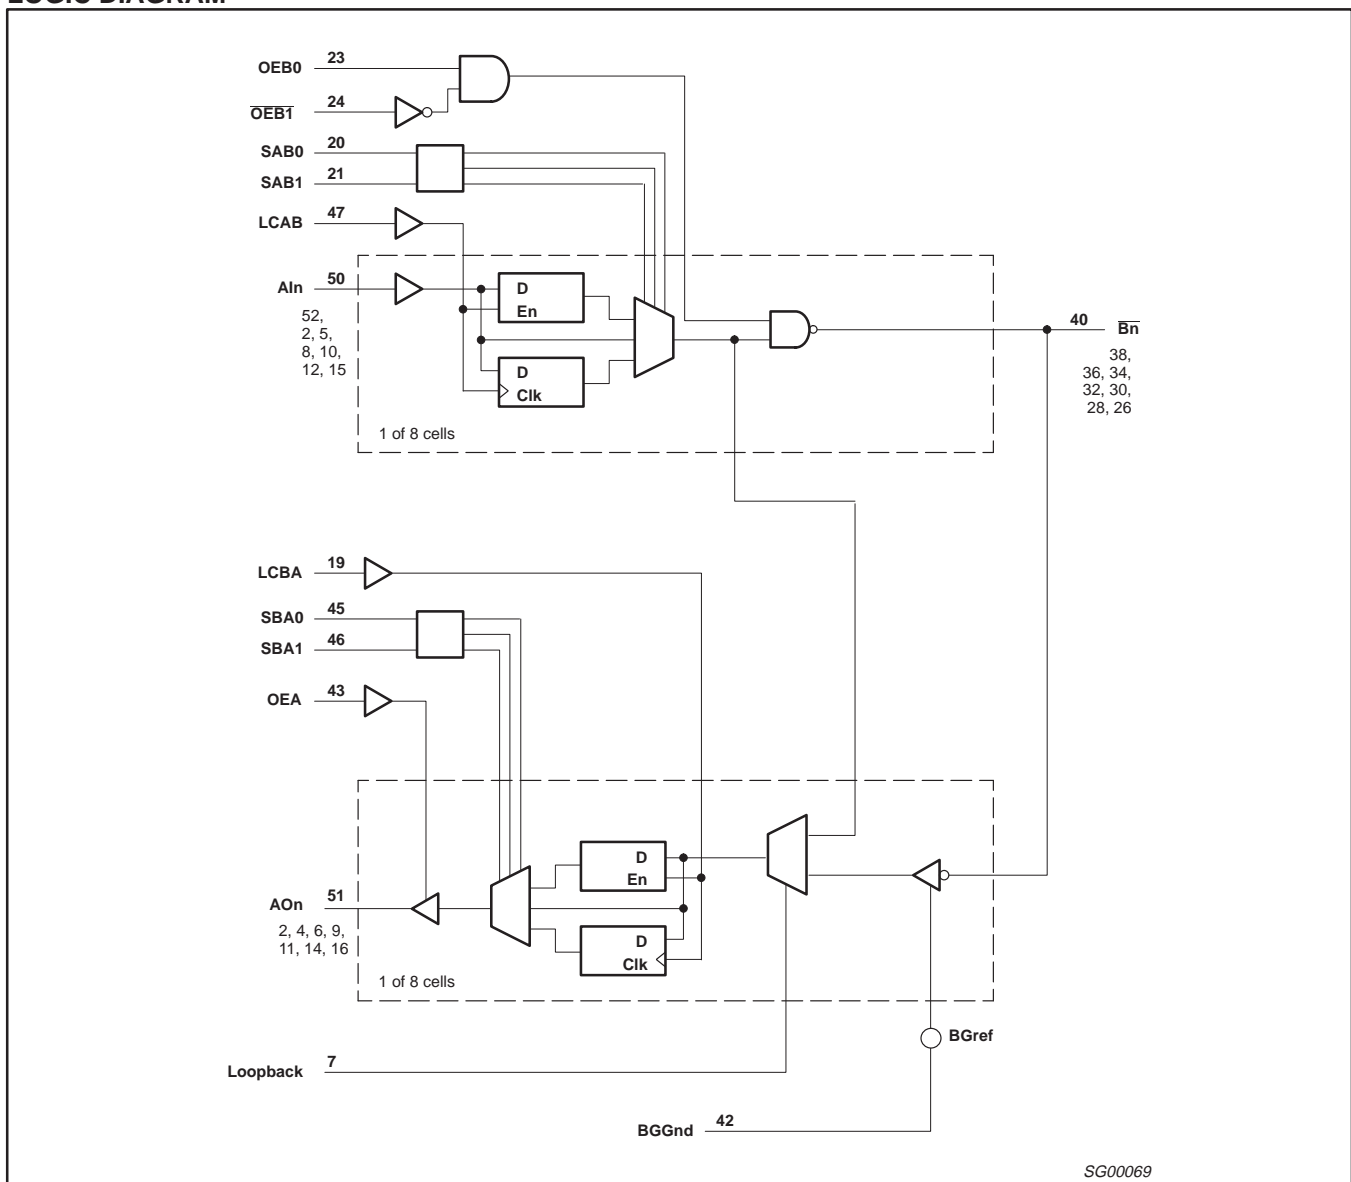 LOGIC DIAGRAM
OEB0 23
OEB1 24
SAB0 20
SAB1 21
LCAB 47
AIn 50
52,
2, 5,
8, 10,
12, 15
D
En
D
Clk
1 of 8 cells
40 Bn
38,
36, 34,
32, 30,
28, 26
LCBA 19
SBA0 45
SBA1 46
OEA 43
D
En
D
Clk
AOn 51
2, 4, 6, 9,
11, 14, 16
1 of 8 cells
BGref
Loopback 7
BGGnd 42
SG00069